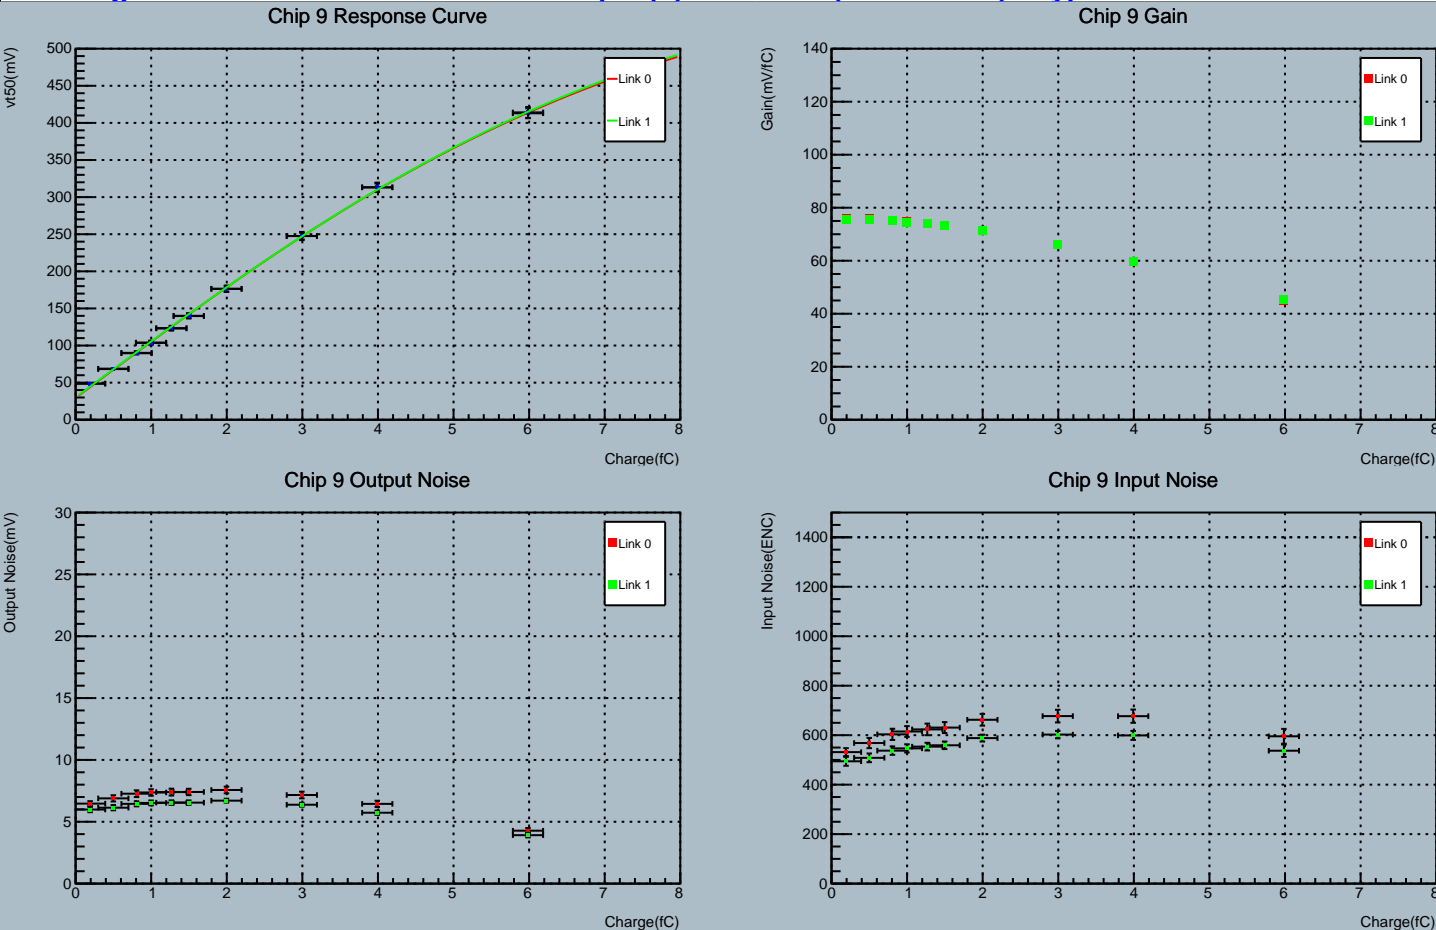 Chip 9 Response Curve
vt50(mV)
500
450
400
350
300
250
200
150
100
50
0
0 1 2 3 4 5 6 7 8
Charge(fC)
Link 0
Link 1
Chip 9 Gain
Gain(mV/fC)
140
120
100
80
60
40
20
0
0 1 2 3 4 5 6 7 8
Charge(fC)
Link 0
Link 1
Chip 9 Output Noise
Output Noise(mV)
30
25
20
15
10
5
0
0 1 2 3 4 5 6 7 8
Charge(fC)
Link 0
Link 1
Chip 9 Input Noise
Input Noise(ENC)
1400
1200
1000
800
600
400
200
0
0 1 2 3 4 5 6 7 8
Charge(fC)
Link 0
Link 1